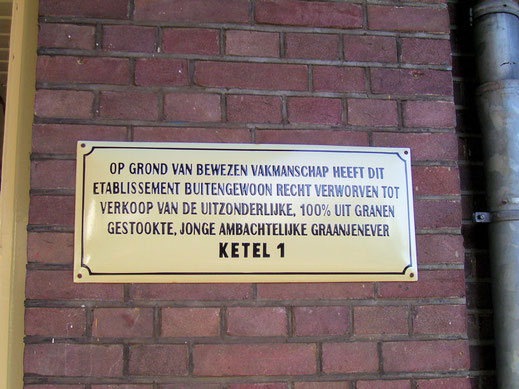 OP GROND VAN BEWEZEN VAKMANSCHAP HEEFT DIT
ETABLISSEMENT BUITENGEWOON RECHT VERWORVEN TOT
VERKOOP VAN DE UITZONDERLIJKE, 100% UIT GRANEN
GESTOOKTE, JONGE AMBACHTELIJKE GRAANJENEVER
KETEL 1